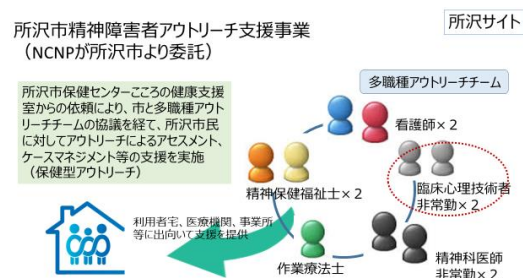 所沢市精神障害者アウトリーチ支援事業
（NCNPが所沢市より委託）
所沢サイト
所沢市保健センターこころの健康支援
室からの依頼により、市と多職種アウト
リーチチームの協議を経て、所沢市民
に対してアウトリーチによるアセスメント、
ケースマネジメント等の支援を実施
（保健型アウトリーチ）
多職種アウトリーチチーム
看護師×2
精神保健福祉士×2
臨床心理技術者
非常勤×2
利用者宅、医療機関、事業所
等に出向いて支援を提供
作業療法士
精神科医師
非常勤×2